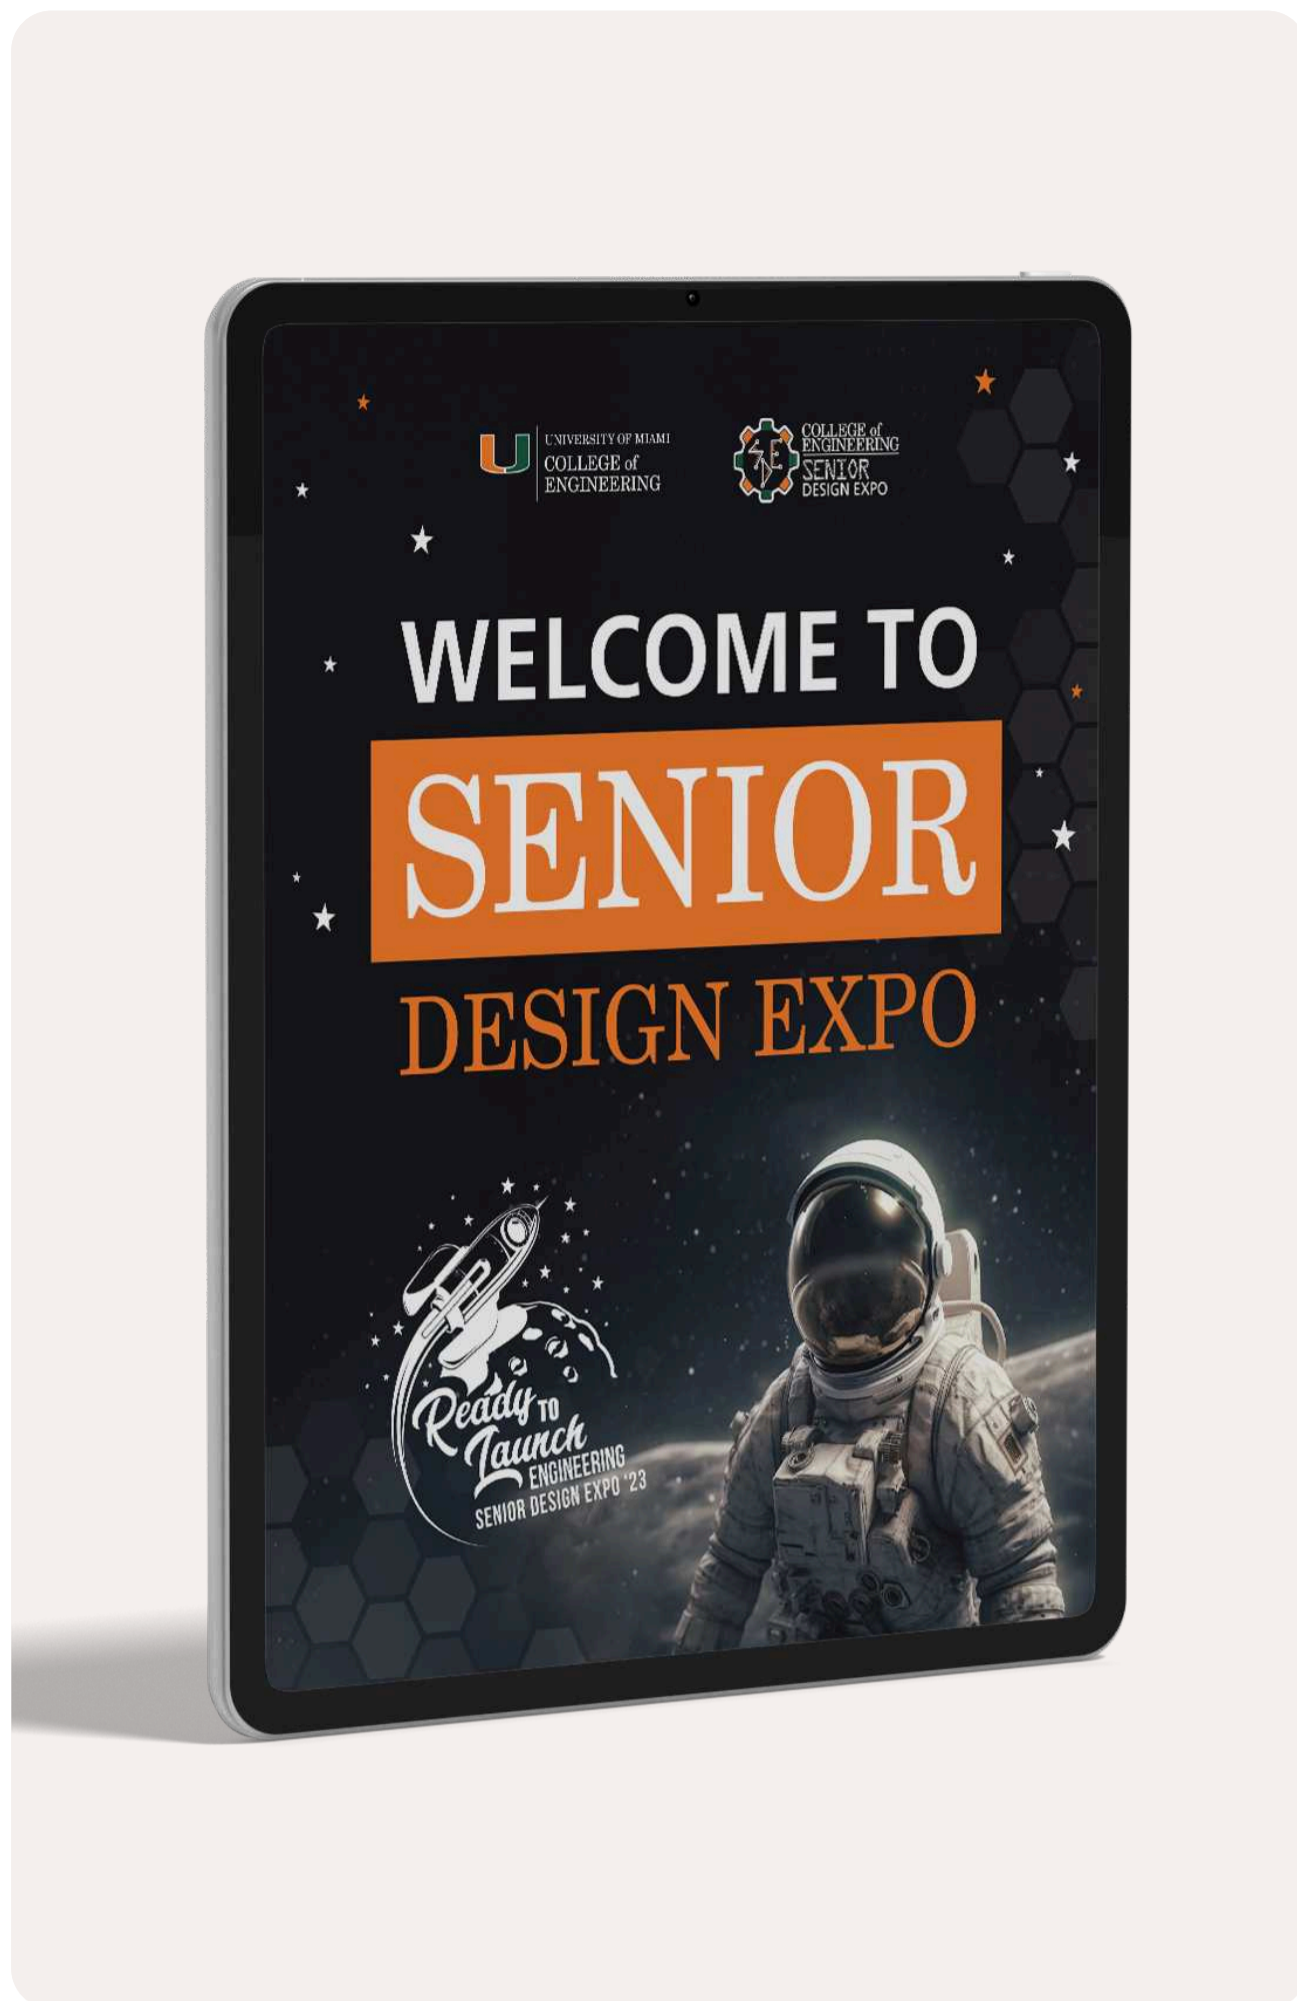 UNIVERSITY OF MIAMI
COLLEGE of
ENGINEERING
COLLEGE of
ENGINEERING
SENIOR
DESIGN EXPO
WELCOME TO
SENIOR
DESIGN EXPO
Ready TO
Launch
ENGINEERING
SENIOR DESIGN EXPO '23